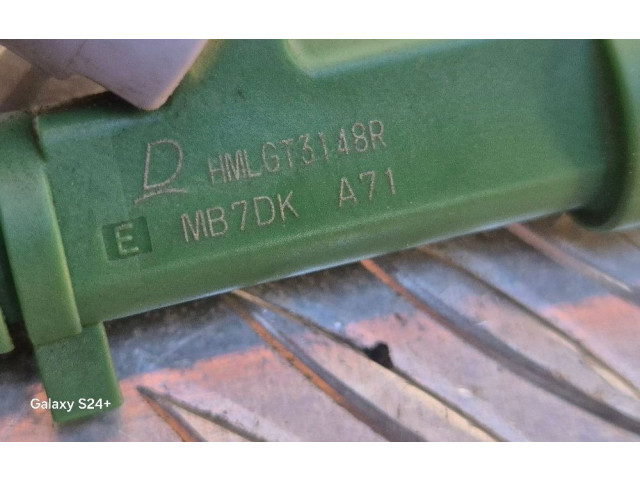 D HMLGT3148R
E MB7DK A71
Galaxy S24+